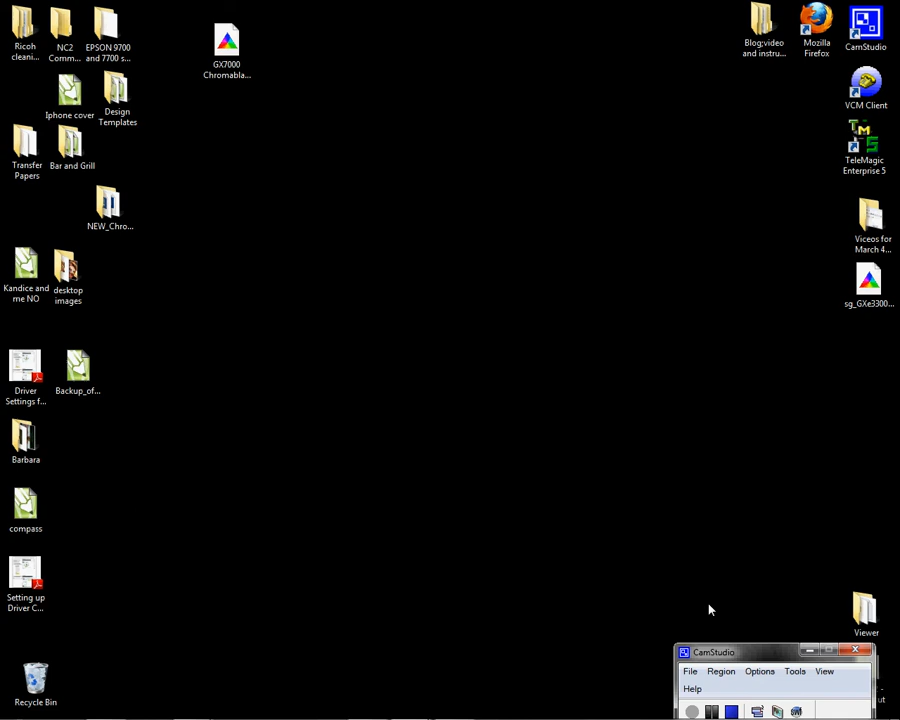 Ricoh
cleani...
NC2
Comm...
EPSON 9700
and 7700 s...
GX7000
Chromabla...
Blog;video
and instru...
Mozilla
Firefox
CamStudio
Iphone cover
Design
Templates
VCM Client
Transfer
Papers
Bar and Grill
TeleMagic
Enterprise 5
NEW_Chro...
Viceos for
March 4...
Kandice and
me NO
desktop
images
sg_GXe3300...
Driver
Settings f...
Backup_of...
Barbara
compass
Setting up
Driver C...
Viewer
Recycle Bin
CamStudio
File Region Options Tools View
Help